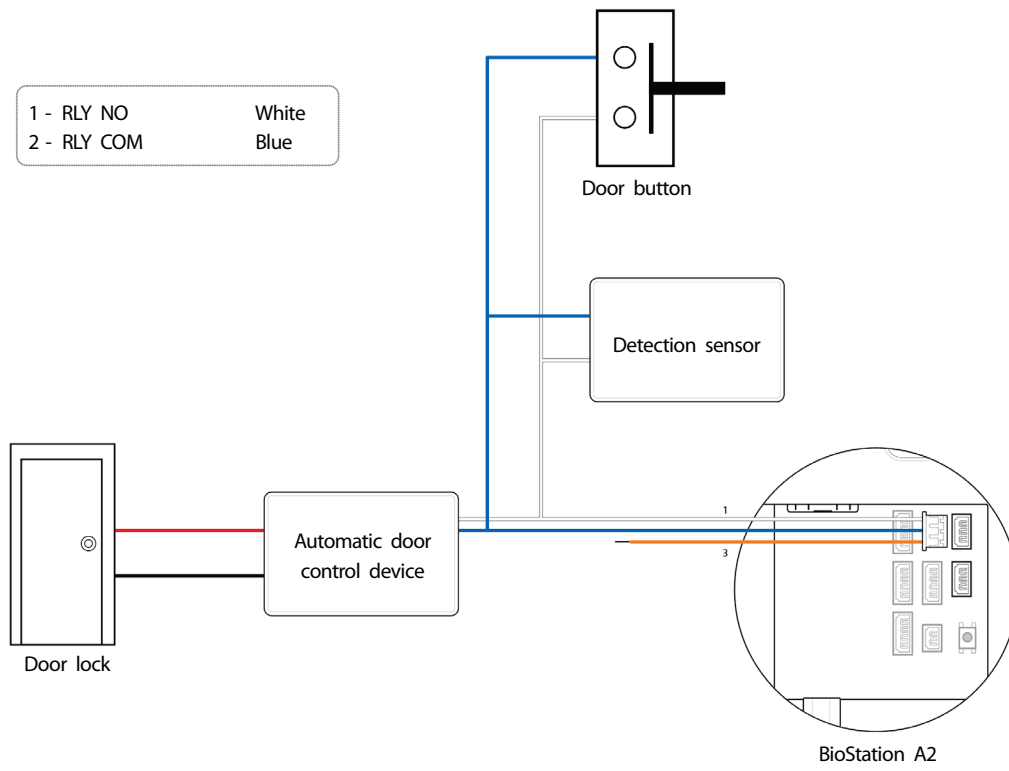 1 - RLY NO White
2 - RLY COM Blue
Door button
Detection sensor
1
Automatic door
control device
3
Door lock
BioStation A2